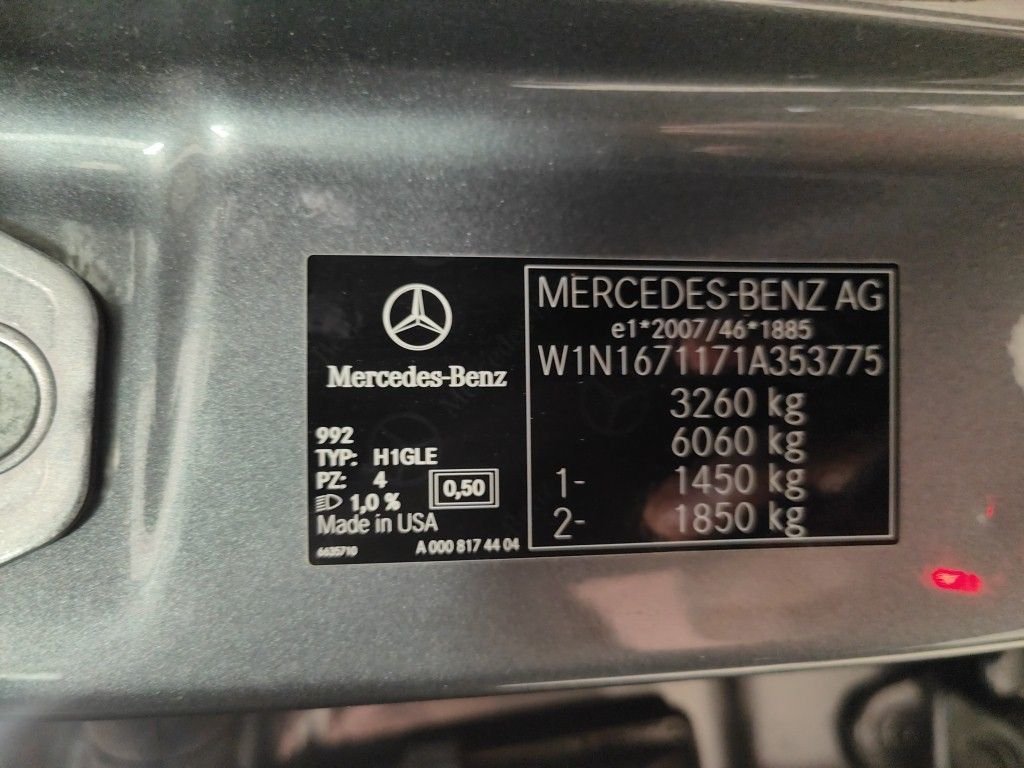 Mercedes-Benz
992
TYP: H1GLE
PZ: 4
1,0 %
0,50
Made in USA
4635710
A 000 817 44 04
MERCEDES-BENZ AG
e1*2007/46*1885
W1N1671171A353775
3260 kg
6060 kg
1- 1450 kg
2- 1850 kg